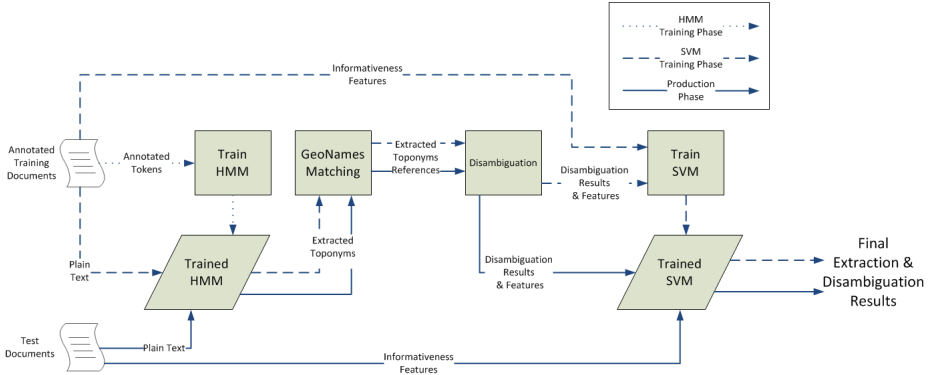 HMM
Training Phase
SVM
Training Phase
Production
Phase
Informativeness
Features
Annotated
Training
Documents
Annotated
Tokens
Train
HMM
GeoNames
Matching
Extracted
Toponyms
References
Disambiguation
Disambiguation
Results
& Features
Train
SVM
Plain
Text
Trained
HMM
Extracted
Toponyms
Disambiguation
Results
& Features
Trained
SVM
Final
Extraction &
Disambiguation
Results
Test
Documents
Plain Text
Informativeness
Features